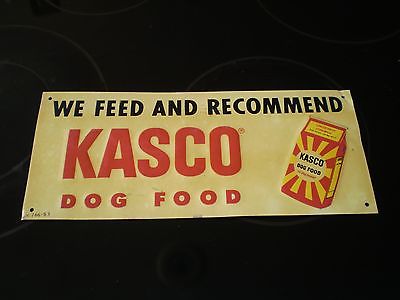 WE FEED AND RECOMMEND
KASCO®
DOG FOOD
KASCO
DOG FOOD